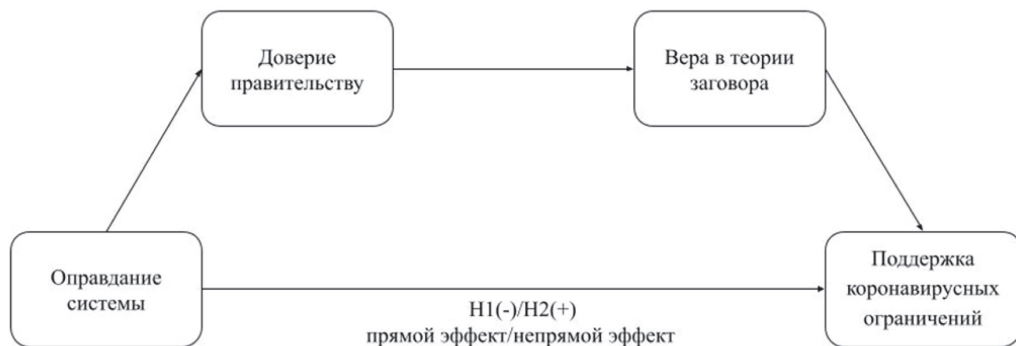 Доверие
правительству
Вера в теории
заговора
Оправдание
системы
H1(-)/H2(+)
прямой эффект/непрямой эффект
Поддержка
коронавирусных
ограничений